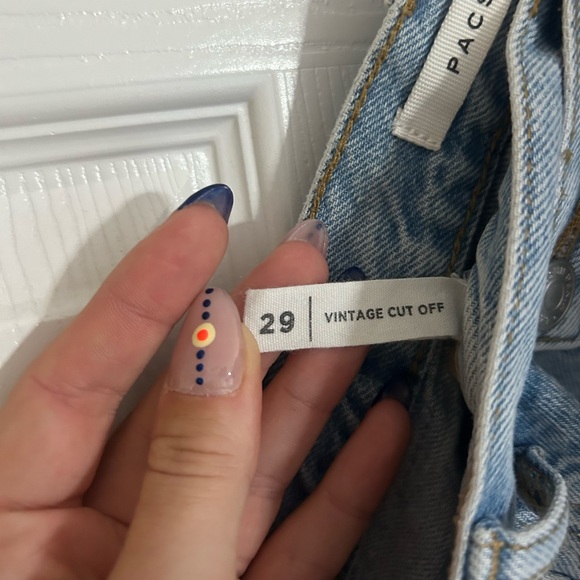 PACS
29 | VINTAGE CUT OFF